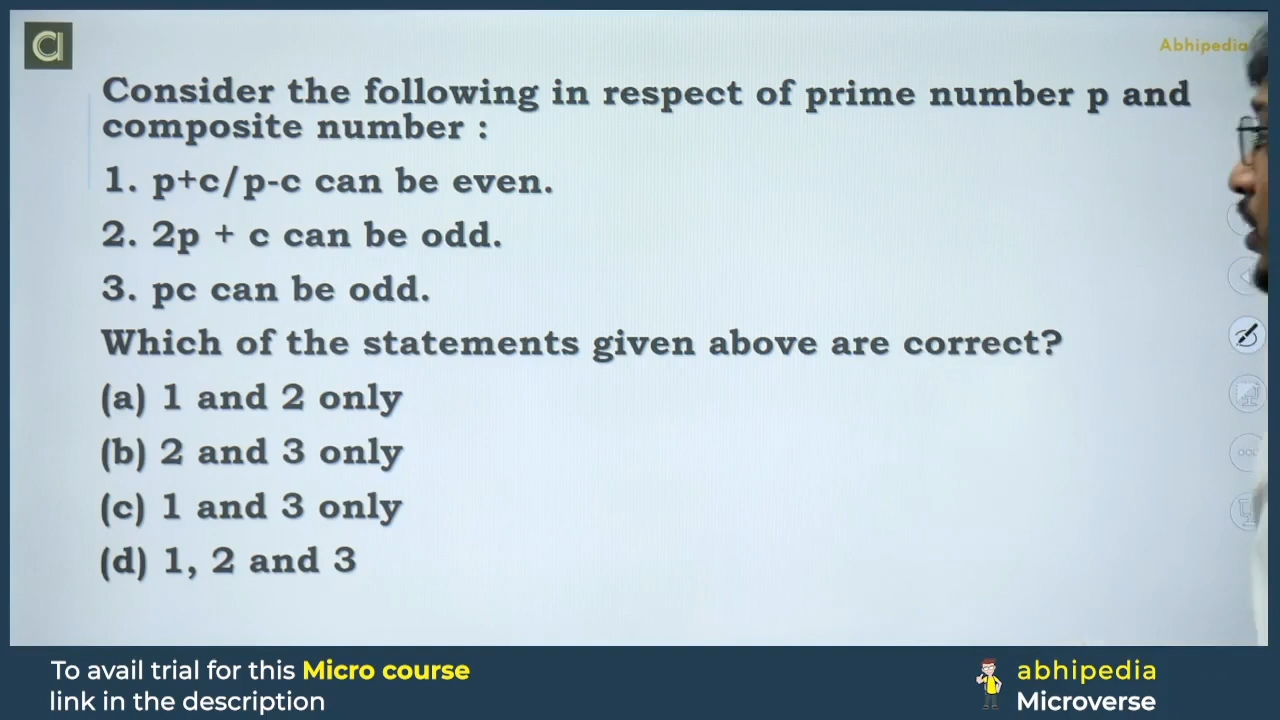 Abhipedia
Consider the following in respect of prime number p and
composite number :
1. p+c/p-c can be even.
2. 2p + c can be odd.
3. pc can be odd.
Which of the statements given above are correct?
(a) 1 and 2 only
(b) 2 and 3 only
(c) 1 and 3 only
(d) 1, 2 and 3
To avail trial for this Micro course
link in the description
abhipedia
Microverse